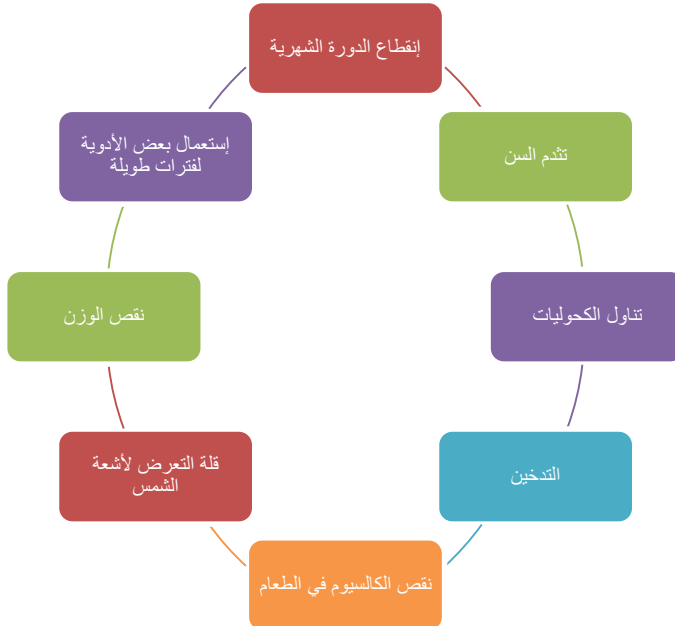 إنقطاع الدورة الشهرية
تثدم السن
تناول الكحوليات
التدخين
نقص الكالسيوم في الطعام
قلة التعرض لأشعة
الشمس
نقص الوزن
إستعمال بعض الأدوية
لفترات طويلة